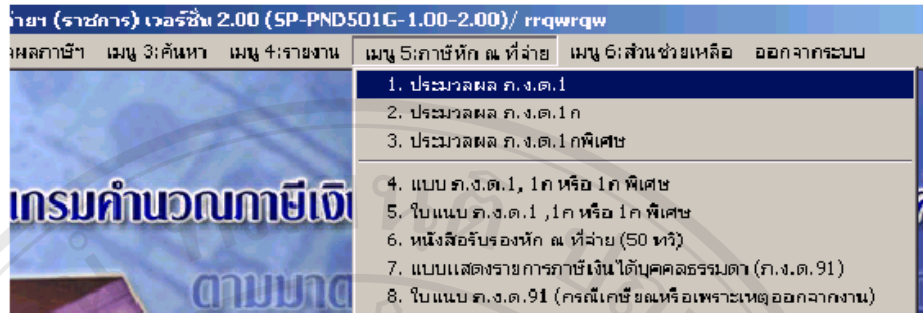 (ราชการ) เวอร์ชั่น 2.00 (SP-PND501G-1.00-2.00)/ rrqwrqw
เมนู 3:ค้นหา เมนู 4:รายงาน เมนู 5:ภาษีหัก ณ ที่จ่าย เมนู 6:ส่วนช่วยเหลือ ออกจากระบบ
1. ประมวลผล ภ.ง.ด.1
2. ประมวลผล ภ.ง.ด.1ก
3. ประมวลผล ภ.ง.ด.1กพิเศษ
4. แบบ ภ.ง.ด.1, 1ก หรือ 1ก พิเศษ
5. ใบแนบ ภ.ง.ด.1 ,1ก หรือ 1ก พิเศษ
6. หนังสือรับรองหัก ณ ที่จ่าย (50 ทวิ)
7. แบบแสดงรายการภาษีเงินได้บุคคลธรรมดา (ภ.ง.ด.91)
8. ใบแนบ ภ.ง.ด.91 (กรณีเกษียณหรือเพราะเหตุออกจากงาน)
แกรมคำนวณภาษีเงิ
ตามมาต